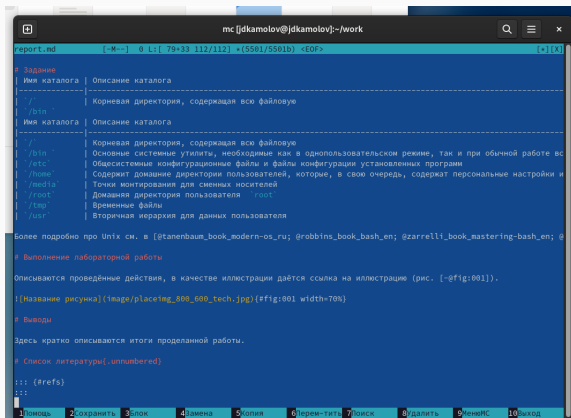 mc [jdkamolov@jdkamolov]:~/work
report.md [-M--] 0 L:[ 79+33 112/112] *(5501/5501b) <EOF> [*][X]
# Задание
| Имя каталога | Описание каталога
|--------------|------------------------------------------------------------
| `/` | Корневая директория, содержащая всю файловую
| `/bin ` 
| Имя каталога | Описание каталога
|--------------|------------------------------------------------------------
| `/` | Корневая директория, содержащая всю файловую
| `/bin ` | Основные системные утилиты, необходимые как в однопользовательском режиме, так и при обычной работе вс
| `/etc` | Общесистемные конфигурационные файлы и файлы конфигурации установленных программ
| `/home` | Содержит домашние директории пользователей, которые, в свою очередь, содержат персональные настройки и
| `/media` | Точки монтирования для сменных носителей
| `/root` | Домашняя директория пользователя `root`
| `/tmp` | Временные файлы
| `/usr` | Вторичная иерархия для данных пользователя
Более подробно про Unix см. в [@tanenbaum_book_modern-os_ru; @robbins_book_bash_en; @zarrelli_book_mastering-bash_en; @
# Выполнение лабораторной работы
Описываются проведённые действия, в качестве иллюстрации даётся ссылка на иллюстрацию (рис. [-@fig:001]).
![Название рисунка](image/placeimg_800_600_tech.jpg){#fig:001 width=70%}
# Выводы
Здесь кратко описываются итоги проделанной работы.
# Список литературы{.unnumbered}
::: {#refs}
:::
1Помощь 2Сохранить 3Блок 4Замена 5Копия 6Перем~тить 7Поиск 8Удалить 9МенюMC 10Выход